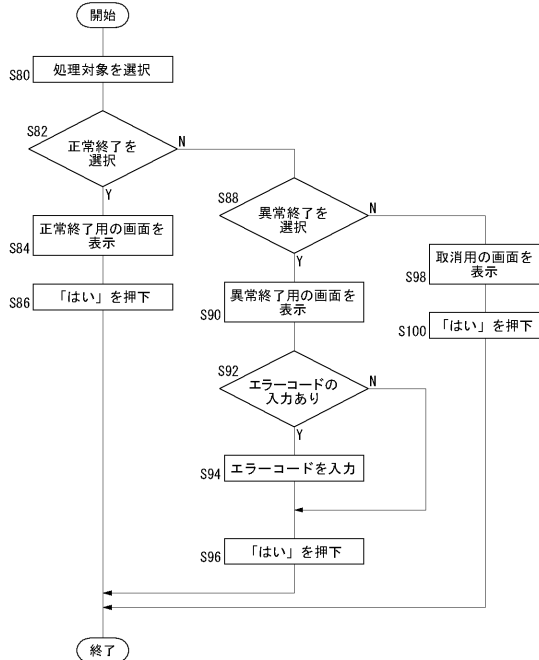 開始
S80
処理対象を選択
S82
正常終了を
選択
N
Y
S84
正常終了用の画面を
表示
S86
「はい」を押下
S88
異常終了を
選択
N
Y
S90
異常終了用の画面を
表示
S92
エラーコードの
入力あり
N
Y
S94
エラーコードを入力
S96
「はい」を押下
S98
取消用の画面を
表示
S100
「はい」を押下
終了